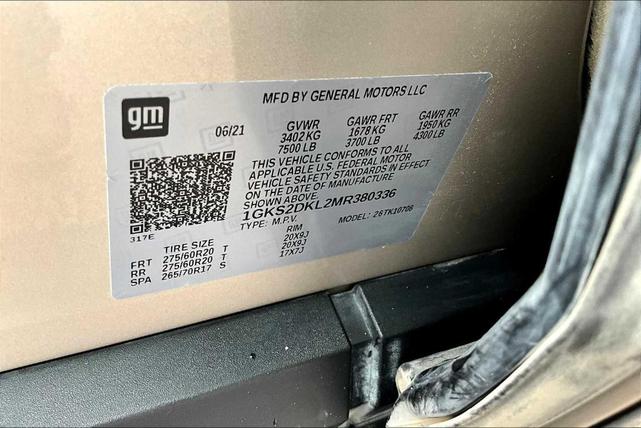 gm
MFD BY GENERAL MOTORS LLC
06/21 GVWR GAWR FRT GAWR RR
3402 KG 1678 KG 1950 KG
7500 LB 3700 LB 4300 LB
THIS VEHICLE CONFORMS TO ALL
APPLICABLE U.S. FEDERAL MOTOR
VEHICLE SAFETY STANDARDS IN EFFECT
ON THE DATE OF MANUFACTURE
SHOWN ABOVE.
1GKS2DKL2MR380336
TYPE: M.P.V. MODEL: 26TK10706
317E
TIRE SIZE RIM
FRT 275/60R20 T 20X9J
RR 275/60R20 T 20X9J
SPA 265/70R17 S 17X7J